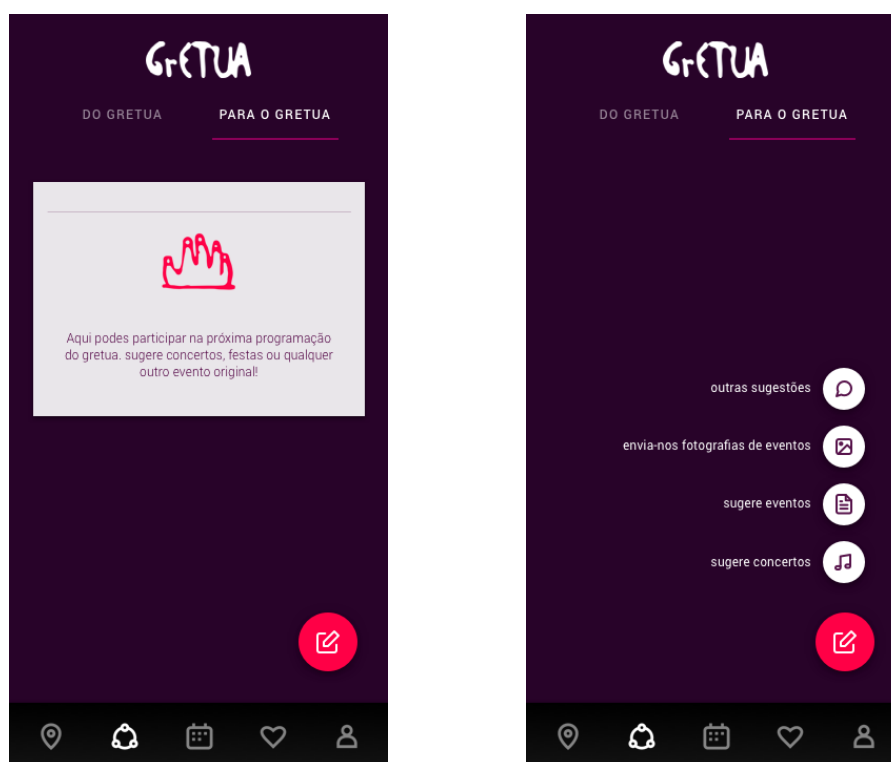 GrETUA
DO GRETUA PARA O GRETUA
Aqui podes participar na próxima programação
do gretua. sugere concertos, festas ou qualquer
outro evento original!
GrETUA
DO GRETUA PARA O GRETUA
outras sugestões
envia-nos fotografias de eventos
sugere eventos
sugere concertos